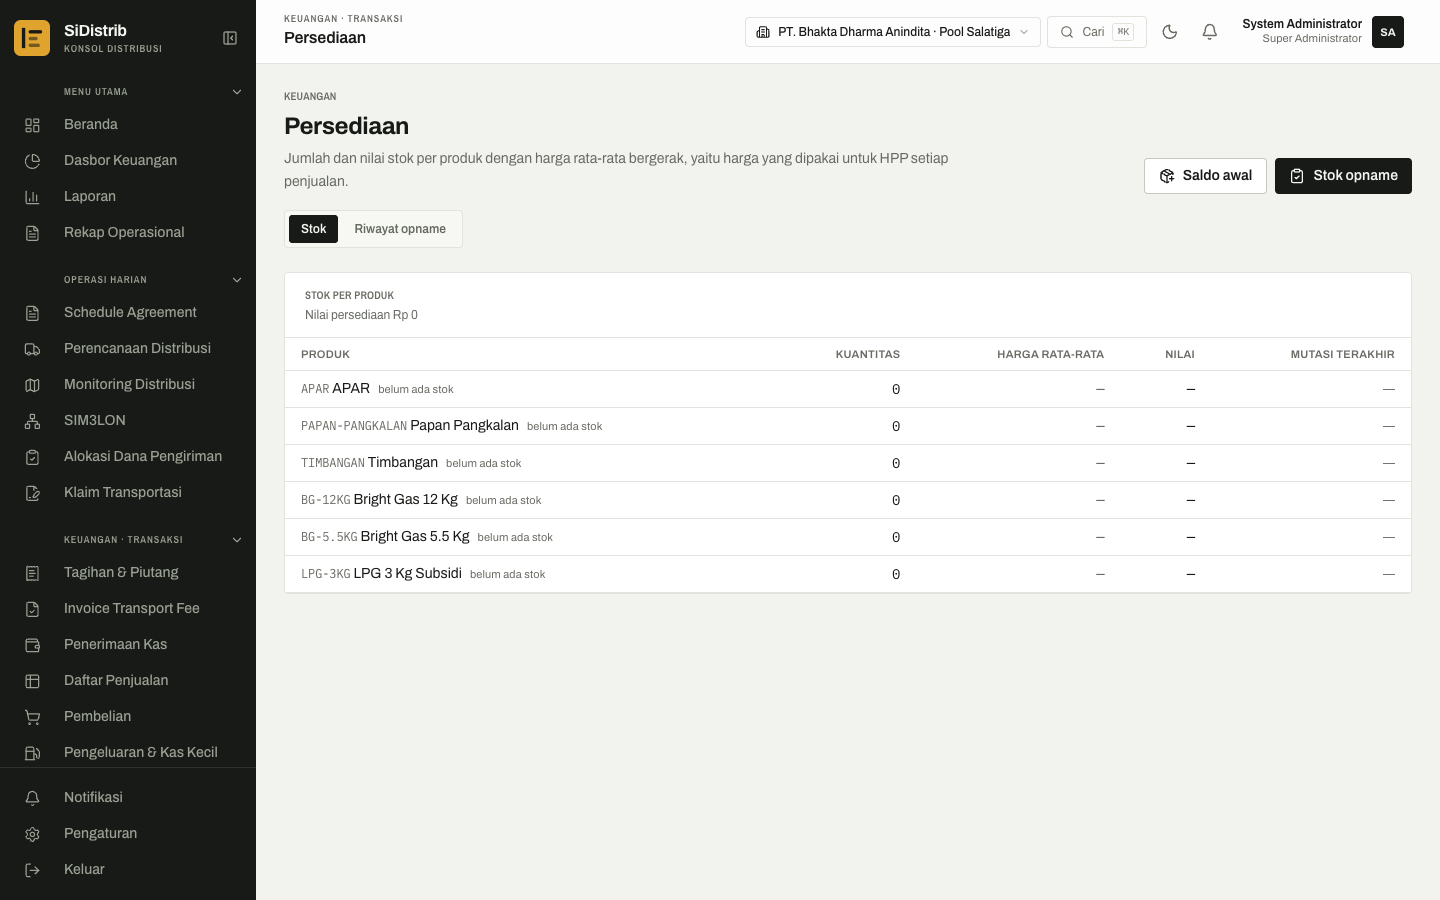 SiDistrib
KONSOL DISTRIBUSI
MENU UTAMA
Beranda
Dasbor Keuangan
Laporan
Rekap Operasional
OPERASI HARIAN
Schedule Agreement
Perencanaan Distribusi
Monitoring Distribusi
SIM3LON
Alokasi Dana Pengiriman
Klaim Transportasi
KEUANGAN · TRANSAKSI
Tagihan & Piutang
Invoice Transport Fee
Penerimaan Kas
Daftar Penjualan
Pembelian
Pengeluaran & Kas Kecil
Notifikasi
Pengaturan
Keluar
KEUANGAN · TRANSAKSI
Persediaan
PT. Bhakta Dharma Anindita · Pool Salatiga
Cari ⌘K
System Administrator
Super Administrator
SA
KEUANGAN
Persediaan
Jumlah dan nilai stok per produk dengan harga rata-rata bergerak, yaitu harga yang dipakai untuk HPP setiap
penjualan.
Saldo awal
Stok opname
Stok
Riwayat opname
STOK PER PRODUK
Nilai persediaan Rp 0
PRODUK KUANTITAS HARGA RATA-RATA NILAI MUTASI TERAKHIR
APAR APAR belum ada stok 0 – – —
PAPAN-PANGKALAN Papan Pangkalan belum ada stok 0 – – —
TIMBANGAN Timbangan belum ada stok 0 – – —
BG-12KG Bright Gas 12 Kg belum ada stok 0 – – —
BG-5.5KG Bright Gas 5.5 Kg belum ada stok 0 – – —
LPG-3KG LPG 3 Kg Subsidi belum ada stok 0 – – —